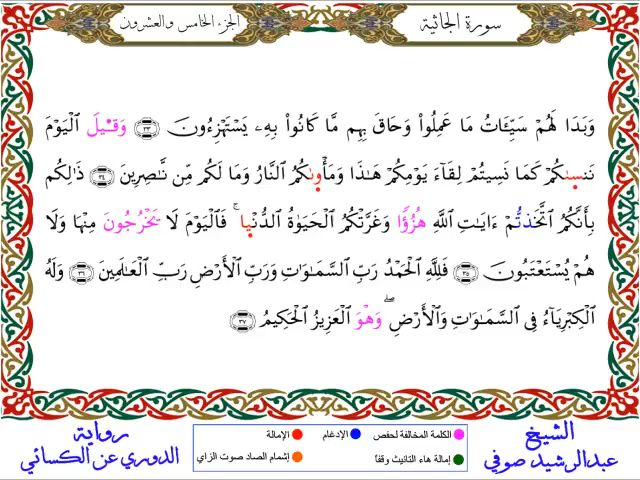 سورة الجاثية
الجزء الخامس والعشرون
وَبَدَا لَهُمْ سَيِّـَٔاتُ مَا عَمِلُوا۟ وَحَاقَ بِهِم مَّا كَانُوا۟ بِهِۦ يَسْتَهْزِءُونَ ٣٣ وَقِيلَ ٱلْيَوْمَ
نَنسِىٰكُمْ كَمَا نَسِيتُمْ لِقَآءَ يَوْمِكُمْ هَـٰذَا وَمَأْوِىٰكُمُ ٱلنَّارُ وَمَا لَكُم مِّن نَّـٰصِرِينَ ٣٤ ذَٰلِكُم
بِأَنَّكُمُ ٱتَّخَذتُّمْ ءَايَـٰتِ ٱللَّهِ هُزُؤًا وَغَرَّتْكُمُ ٱلْحَيَوٰةُ ٱلدُّنْيِا ۚ فَٱلْيَوْمَ لَا يَخْرُجُونَ مِنْهَا وَلَا
هُمْ يُسْتَعْتَبُونَ ٣٥ فَلِلَّهِ ٱلْحَمْدُ رَبِّ ٱلسَّمَـٰوَٰتِ وَرَبِّ ٱلْأَرْضِ رَبِّ ٱلْعَـٰلَمِينَ ٣٦ وَلَهُ
ٱلْكِبْرِيَآءُ فِى ٱلسَّمَـٰوَٰتِ وَٱلْأَرْضِ ۖ وَهْوَ ٱلْعَزِيزُ ٱلْحَكِيمُ ٣٧
الشيخ
عبدالرشيد صوفي
الكلمة المخالفة لحفص
الإدغام
الإمالة
إمالة هاء التانيث وقفا
إشمام الصاد صوت الزاي
رواية
الدوري عن الكسائي